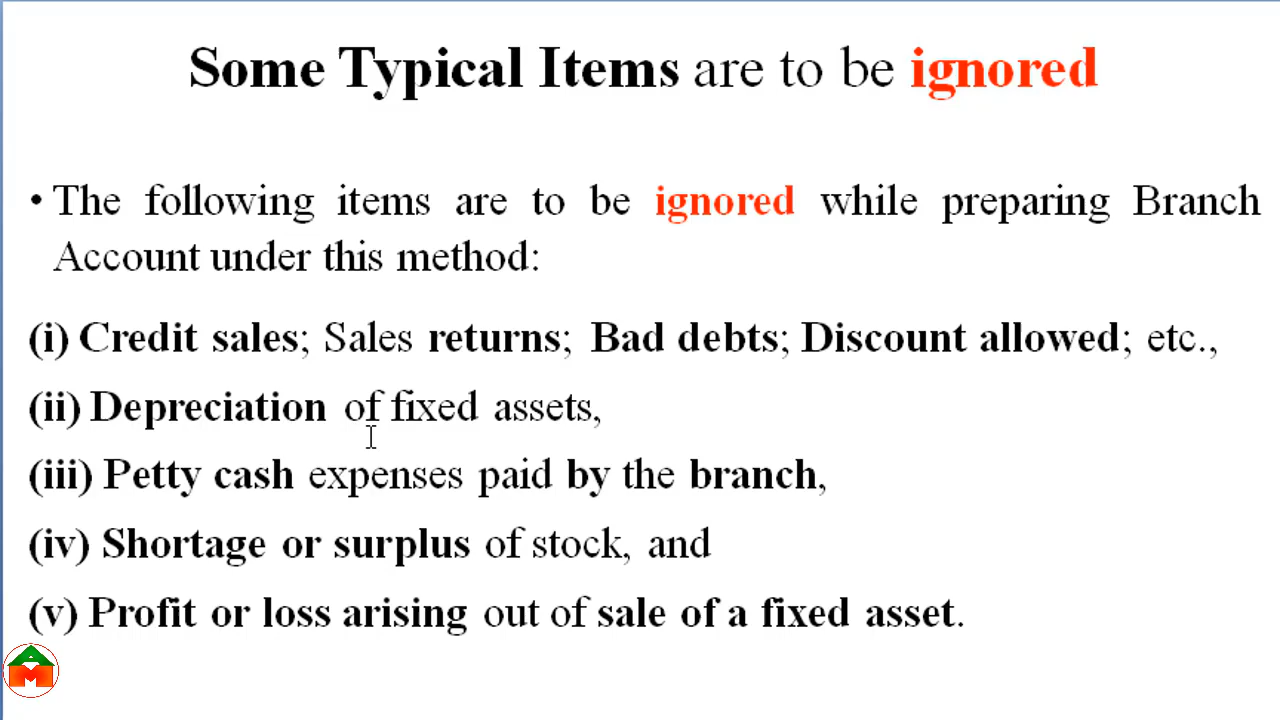 Some Typical Items are to be ignored
• The following items are to be ignored while preparing Branch
Account under this method:
(i) Credit sales; Sales returns; Bad debts; Discount allowed; etc.,
(ii) Depreciation of fixed assets,
(iii) Petty cash expenses paid by the branch,
(iv) Shortage or surplus of stock, and
(v) Profit or loss arising out of sale of a fixed asset.
A
M